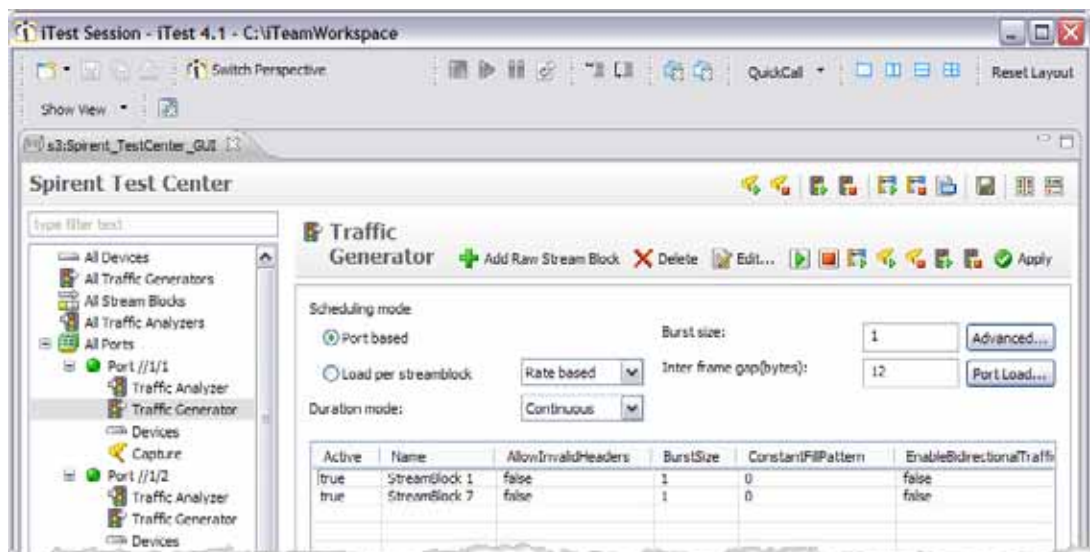 iTest Session - iTest 4.1 - C:\iTeamWorkspace
Switch Perspective
QuickCall
Reset Layout
Show View
s3:Spirent_TestCenter_GUI
Spirent Test Center
type filter text
All Devices
All Traffic Generators
All Stream Blocks
All Traffic Analyzers
All Ports
Port //1/1
Traffic Analyzer
Traffic Generator
Devices
Capture
Port //1/2
Traffic Analyzer
Traffic Generator
Devices
Traffic Generator
Add Raw Stream Block
Delete
Edit...
Apply
Scheduling mode
Port based
Burst size:
1
Advanced...
Load per streamblock
Rate based
Inter frame gap(bytes):
12
Port Load...
Duration mode:
Continuous
Active Name AllowInvalidHeaders BurstSize ConstantFillPattern EnableBidirectionalTraffi
true StreamBlock 1 false 1 0 false
true StreamBlock 7 false 1 0 false